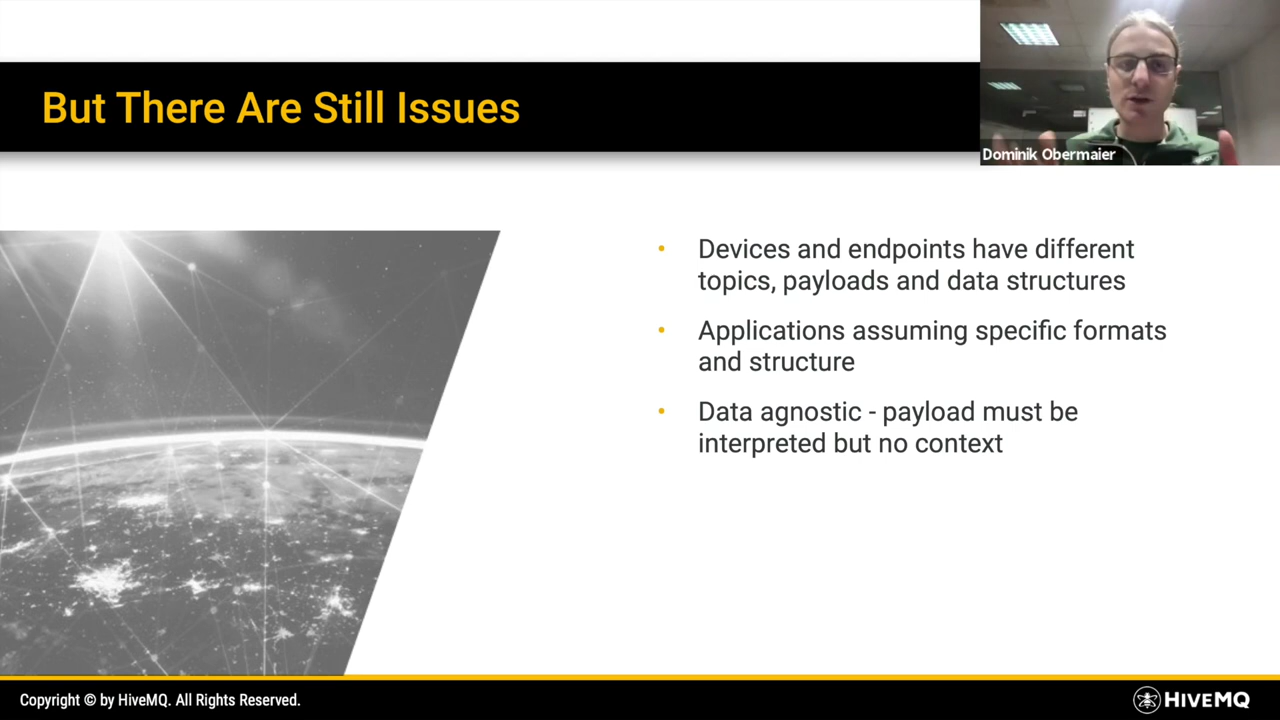 But There Are Still Issues
Dominik Obermaier
• Devices and endpoints have different
topics, payloads and data structures
• Applications assuming specific formats
and structure
• Data agnostic - payload must be
interpreted but no context
Copyright © by HiveMQ. All Rights Reserved.
HIVEMQ